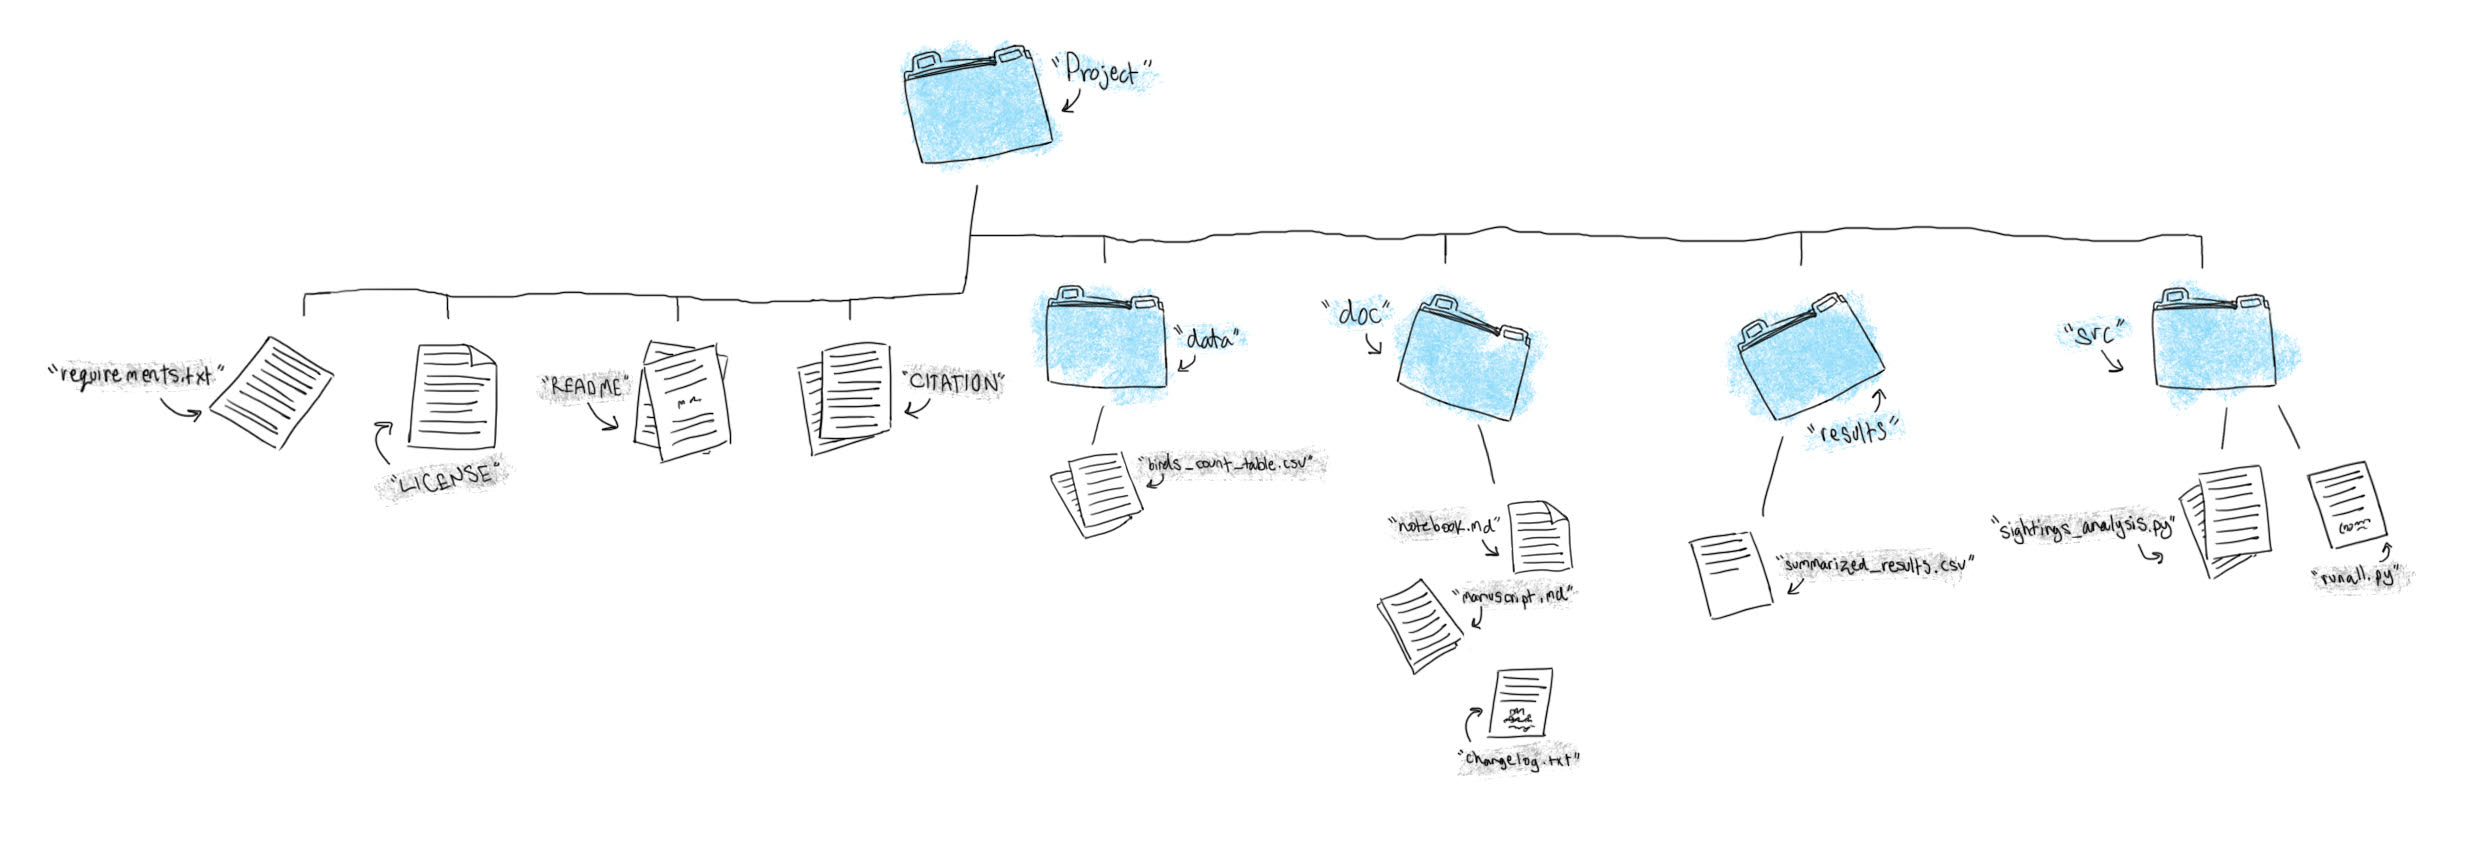 "Project"
"requirements.txt"
"LICENSE"
"README"
"CITATION"
"data"
"birds_count_table.csv"
"doc"
"notebook.md"
"manuscript.md"
"changelog.txt"
"results"
"summarized_results.csv"
"src"
"sightings_analysis.py"
"runall.py"